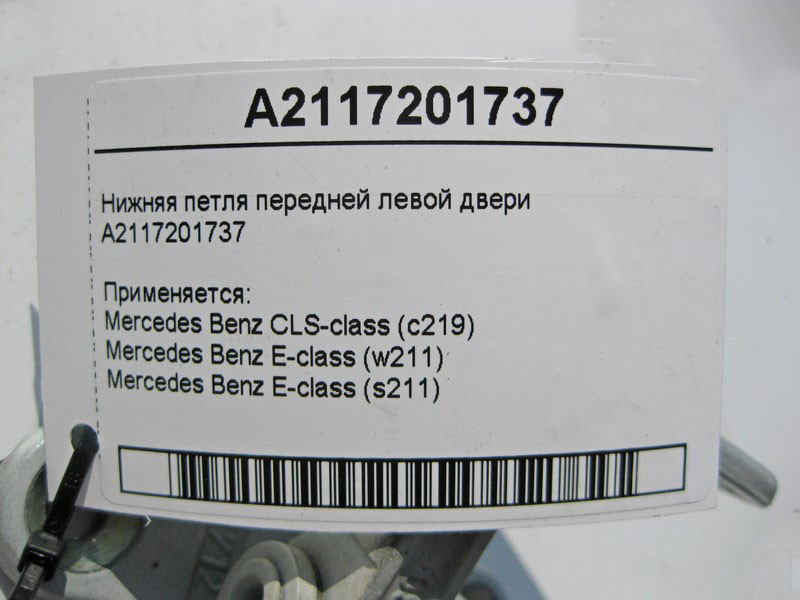 A2117201737
Нижняя петля передней левой двери
A2117201737
Применяется:
Mercedes Benz CLS-class (c219)
Mercedes Benz E-class (w211)
Mercedes Benz E-class (s211)